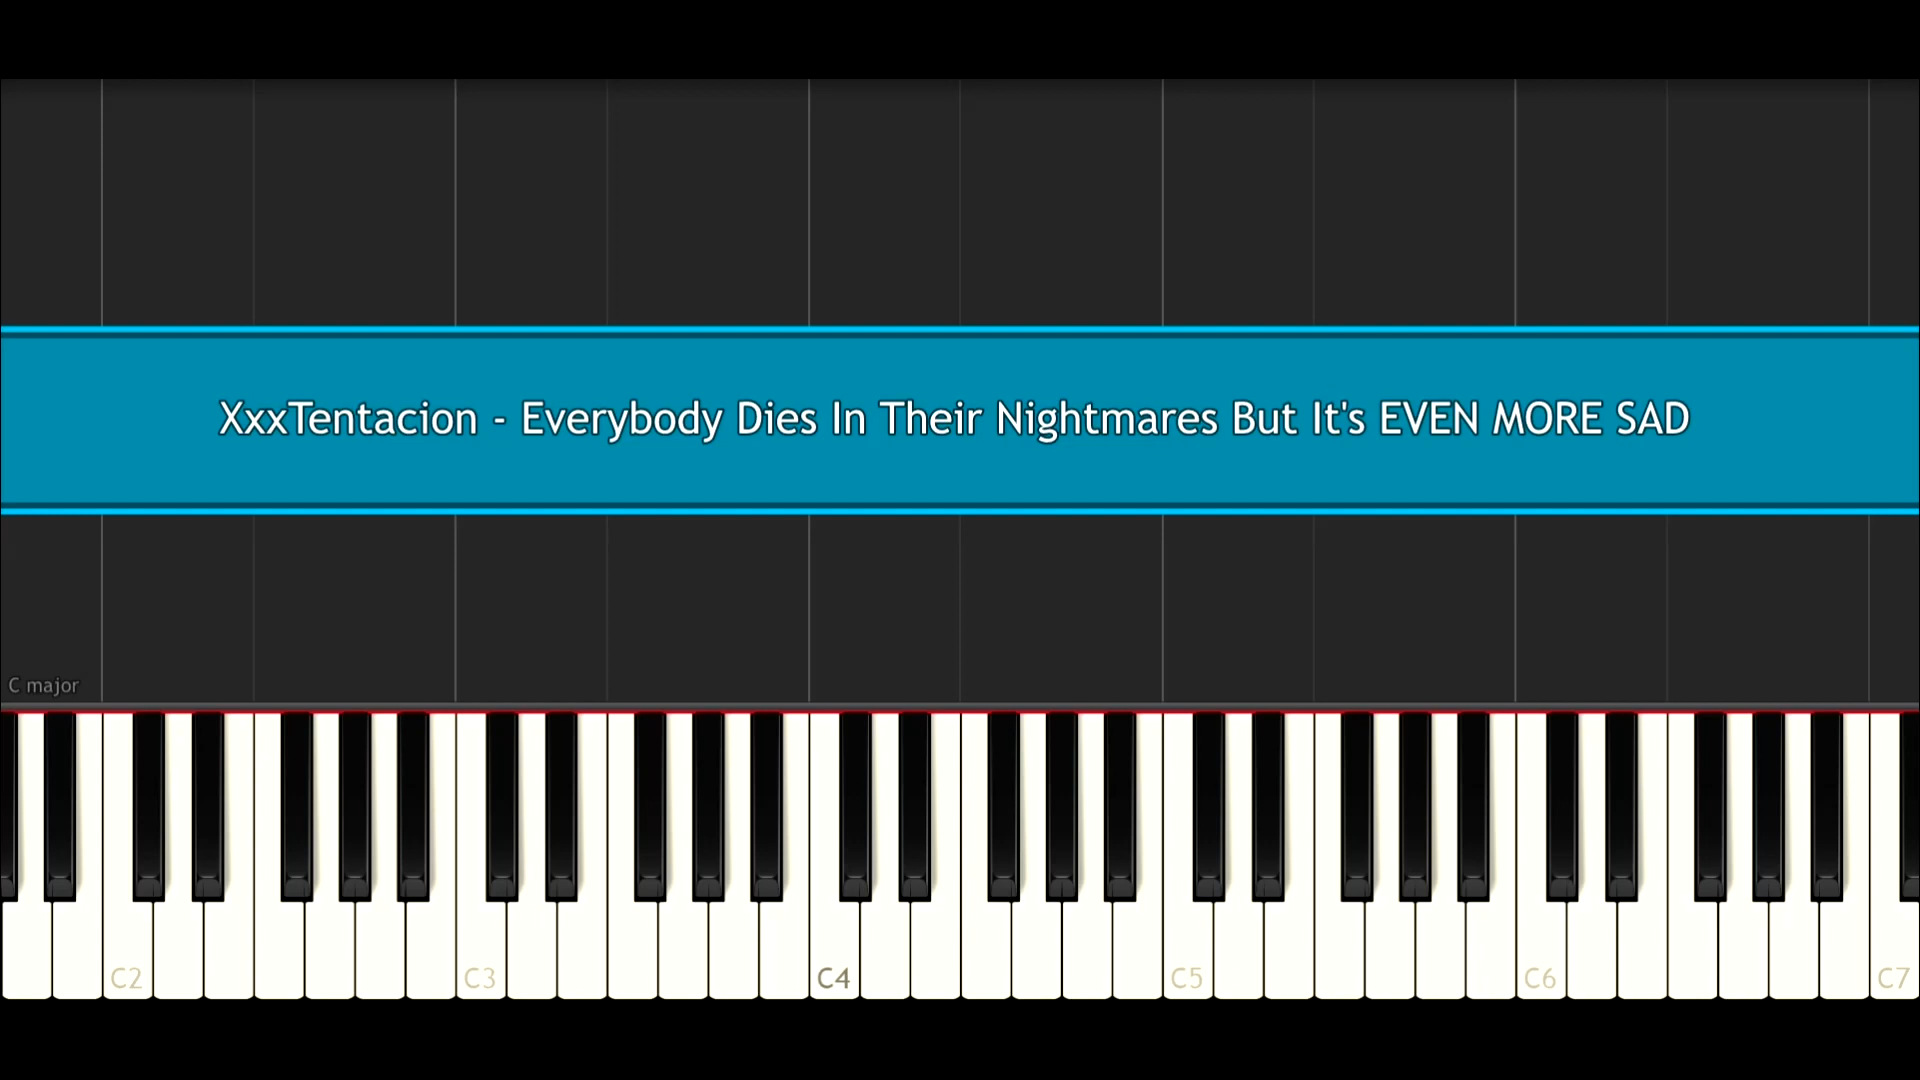 XxxTentacion - Everybody Dies In Their Nightmares But It's EVEN MORE SAD
C major
C2 C3 C4 C5 C6 C7